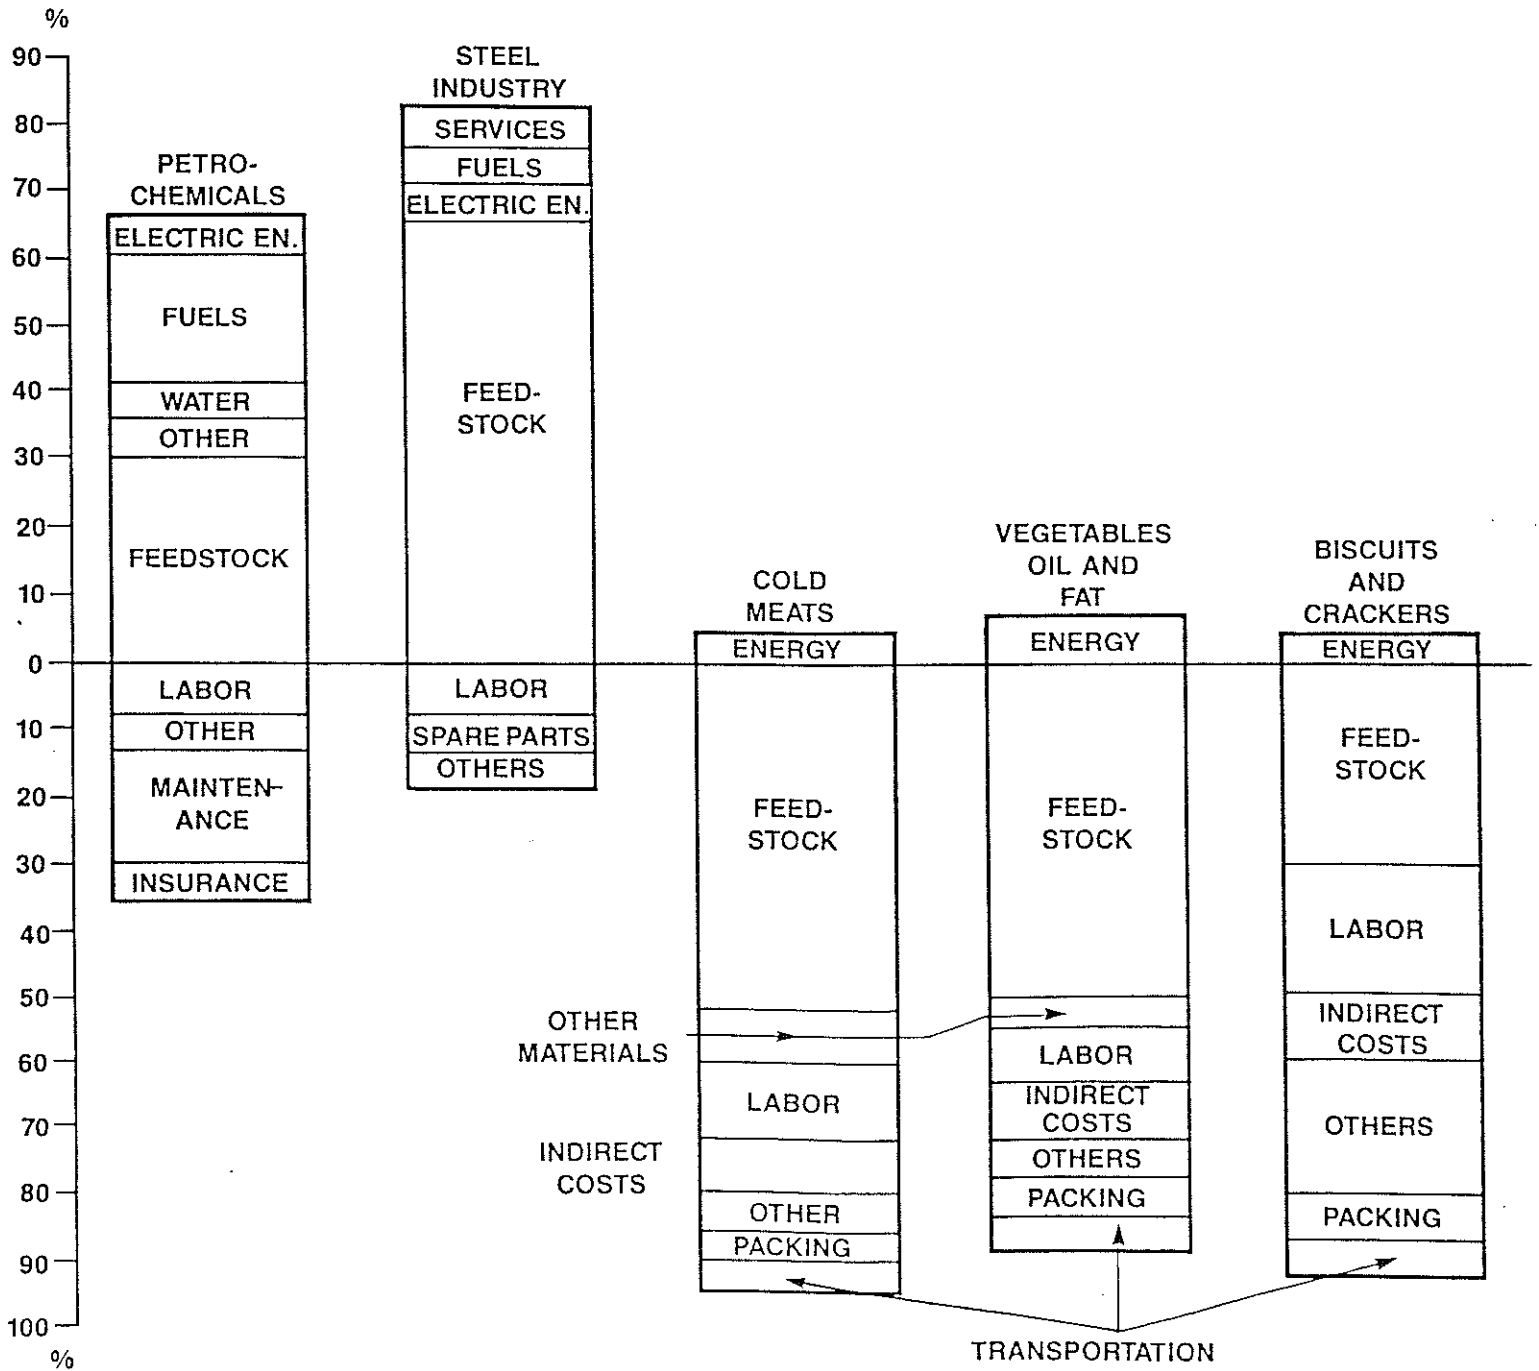 %
90
80
70
60
50
40
30
20
10
0
10
20
30
40
50
60
70
80
90
100
%
PETRO-
CHEMICALS
ELECTRIC EN.
FUELS
WATER
OTHER
FEEDSTOCK
LABOR
OTHER
MAINTEN-
ANCE
INSURANCE
STEEL
INDUSTRY
SERVICES
FUELS
ELECTRIC EN.
FEED-
STOCK
LABOR
SPARE PARTS
OTHERS
COLD
MEATS
ENERGY
FEED-
STOCK
OTHER
MATERIALS
LABOR
INDIRECT
COSTS
OTHER
PACKING
VEGETABLES
OIL AND
FAT
ENERGY
FEED-
STOCK
LABOR
INDIRECT
COSTS
OTHERS
PACKING
BISCUITS
AND
CRACKERS
ENERGY
FEED-
STOCK
LABOR
INDIRECT
COSTS
OTHERS
PACKING
TRANSPORTATION